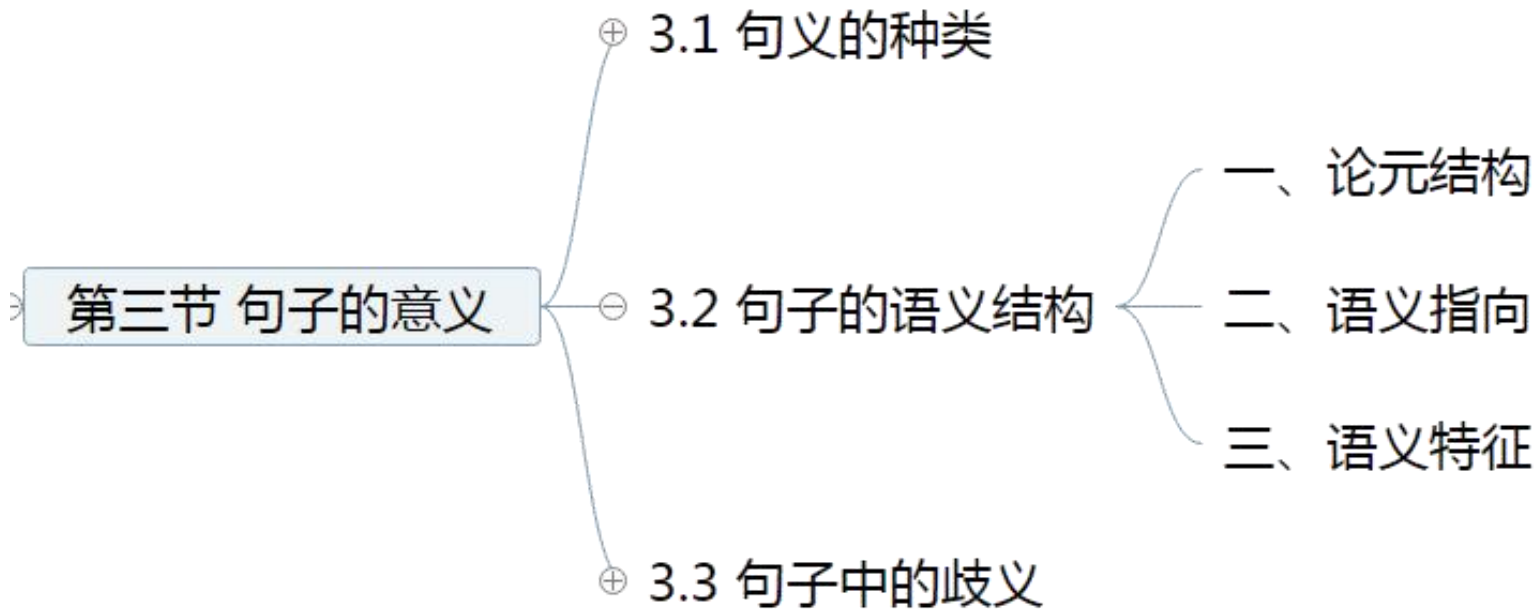 3.1 句义的种类
一、论元结构
第三节 句子的意义
3.2 句子的语义结构
二、语义指向
三、语义特征
3.3 句子中的歧义